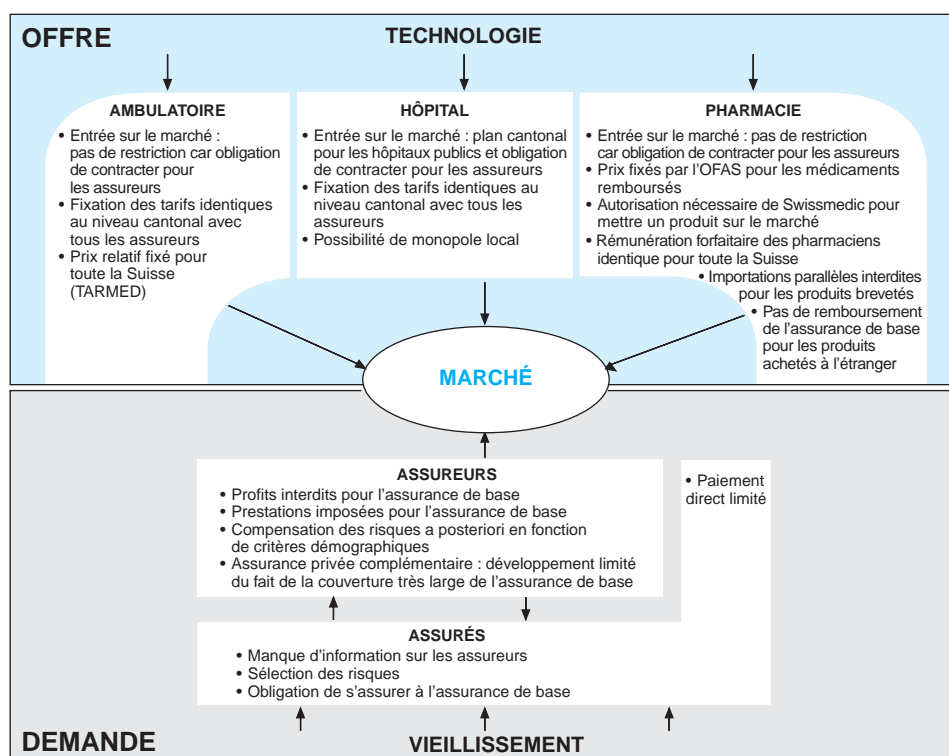 OFFRE
TECHNOLOGIE
AMBULATOIRE
• Entrée sur le marché :
pas de restriction car obligation
de contracter pour
les assureurs
• Fixation des tarifs identiques
au niveau cantonal avec
tous les assureurs
• Prix relatif fixé pour
toute la Suisse
(TARMED)
HÔPITAL
• Entrée sur le marché : plan cantonal
pour les hôpitaux publics et obligation
de contracter pour les assureurs
• Fixation des tarifs identiques au
niveau cantonal avec tous les
assureurs
• Possibilité de monopole local
PHARMACIE
• Entrée sur le marché : pas de restriction
car obligation de contracter pour les assureurs
• Prix fixés par l'OFAS pour les médicaments
remboursés
• Autorisation nécessaire de Swissmedic pour
mettre un produit sur le marché
• Rémunération forfaitaire des pharmaciens
identique pour toute la Suisse
• Importations parallèles interdites
pour les produits brevetés
• Pas de remboursement
de l'assurance de base
pour les produits
achetés à l'étranger
MARCHÉ
ASSUREURS
• Profits interdits pour l'assurance de base
• Prestations imposées pour l'assurance de base
• Compensation des risques a posteriori en fonction
de critères démographiques
• Assurance privée complémentaire : développement limité
du fait de la couverture très large de l'assurance de base
• Paiement
direct limité
ASSURÉS
• Manque d'information sur les assureurs
• Sélection des risques
• Obligation de s'assurer à l'assurance de base
DEMANDE
VIEILLISSEMENT